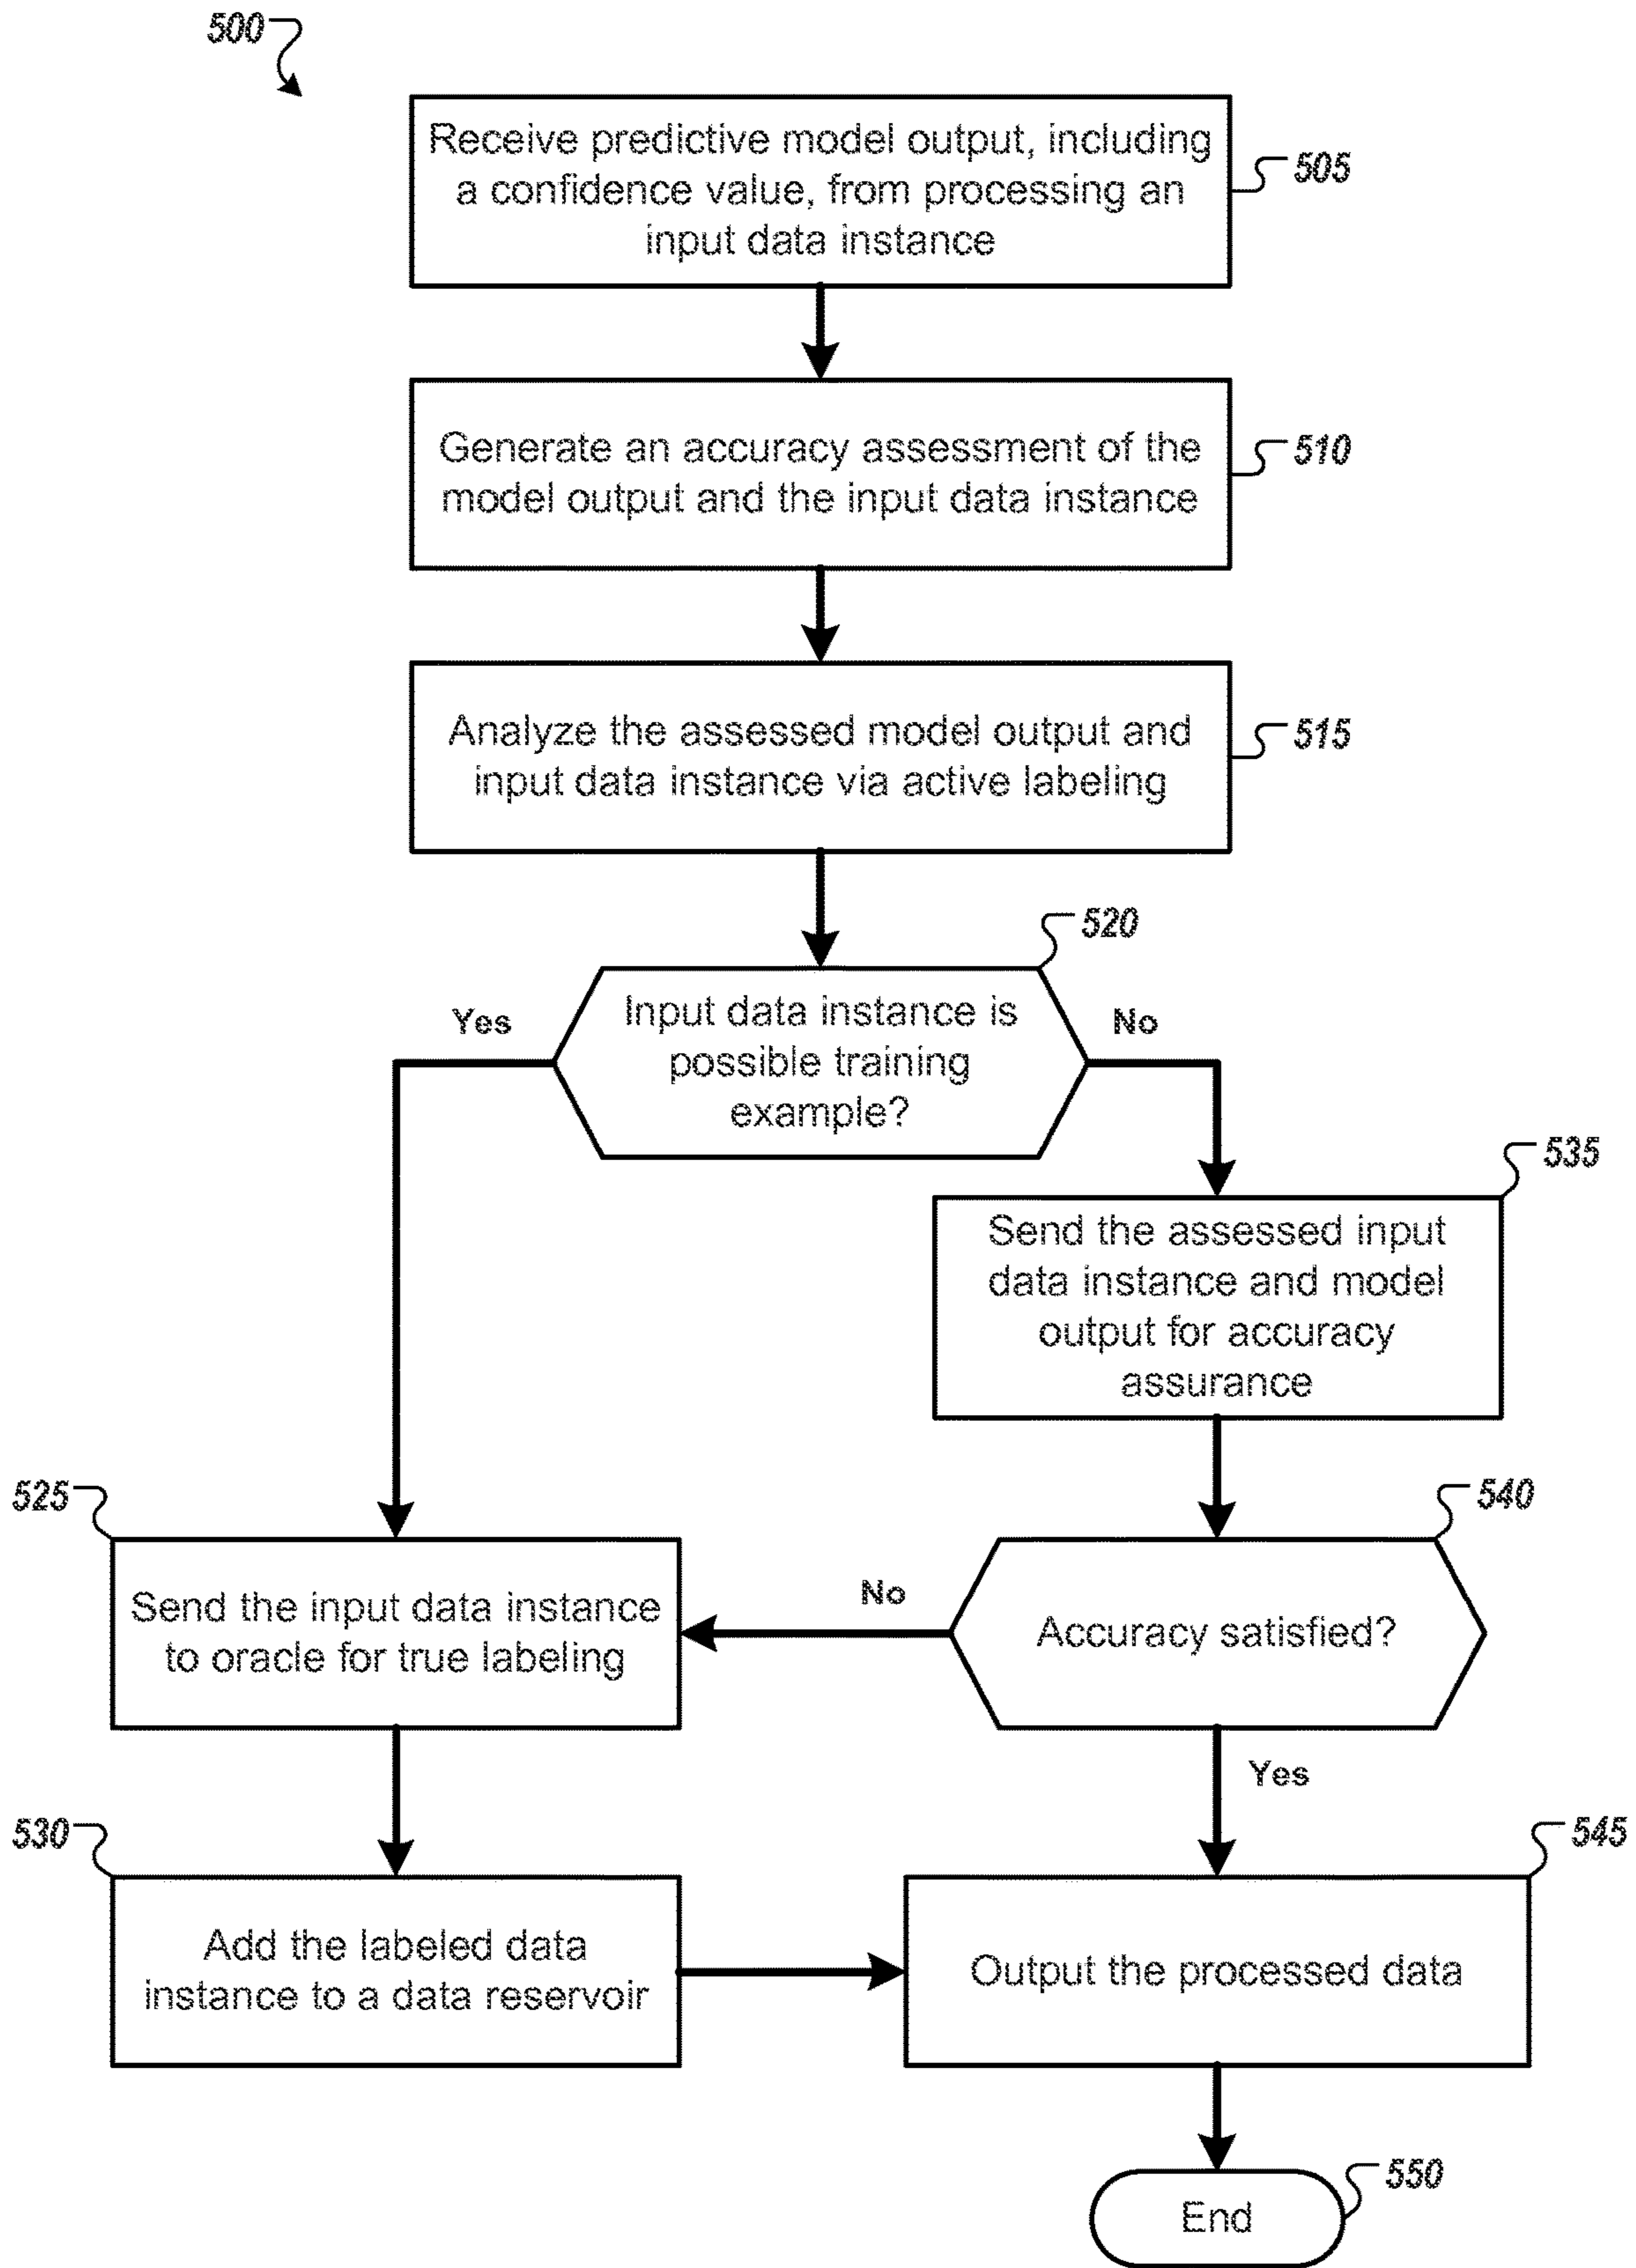 500
Receive predictive model output, including
a confidence value, from processing an
input data instance
505
Generate an accuracy assessment of the
model output and the input data instance
510
Analyze the assessed model output and
input data instance via active labeling
515
520
Input data instance is
possible training
example?
Yes
No
535
Send the assessed input
data instance and model
output for accuracy
assurance
525
Send the input data instance
to oracle for true labeling
540
No
Accuracy satisfied?
Yes
530
Add the labeled data
instance to a data reservoir
545
Output the processed data
550
End